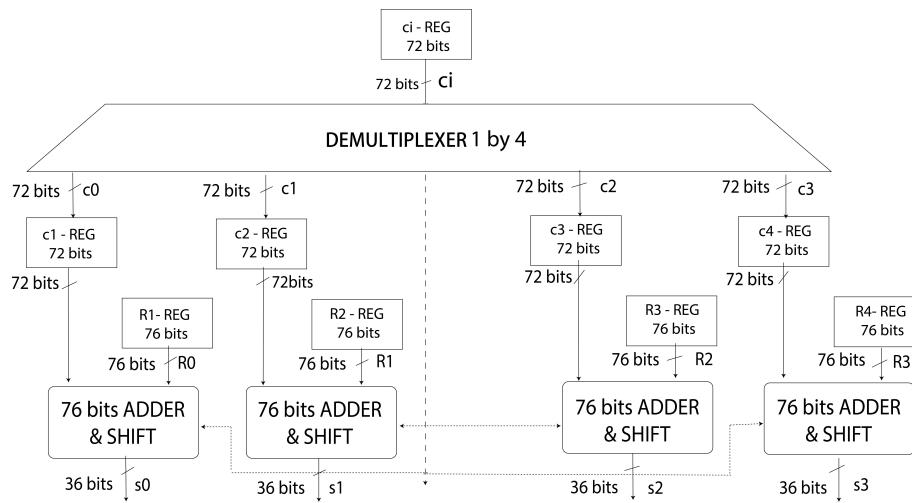 ci - REG
72 bits
72 bits ci
DEMULTIPLEXER 1 by 4
72 bits c0
72 bits c1
72 bits c2
72 bits c3
c1 - REG
72 bits
c2 - REG
72 bits
c3 - REG
72 bits
c4 - REG
72 bits
72 bits
72bits
72 bits
72 bits
R1- REG
76 bits
R2 - REG
76 bits
R3 - REG
76 bits
R4- REG
76 bits
76 bits R0
76 bits R1
76 bits R2
76 bits R3
76 bits ADDER
& SHIFT
76 bits ADDER
& SHIFT
76 bits ADDER
& SHIFT
76 bits ADDER
& SHIFT
36 bits s0
36 bits s1
36 bits s2
36 bits s3